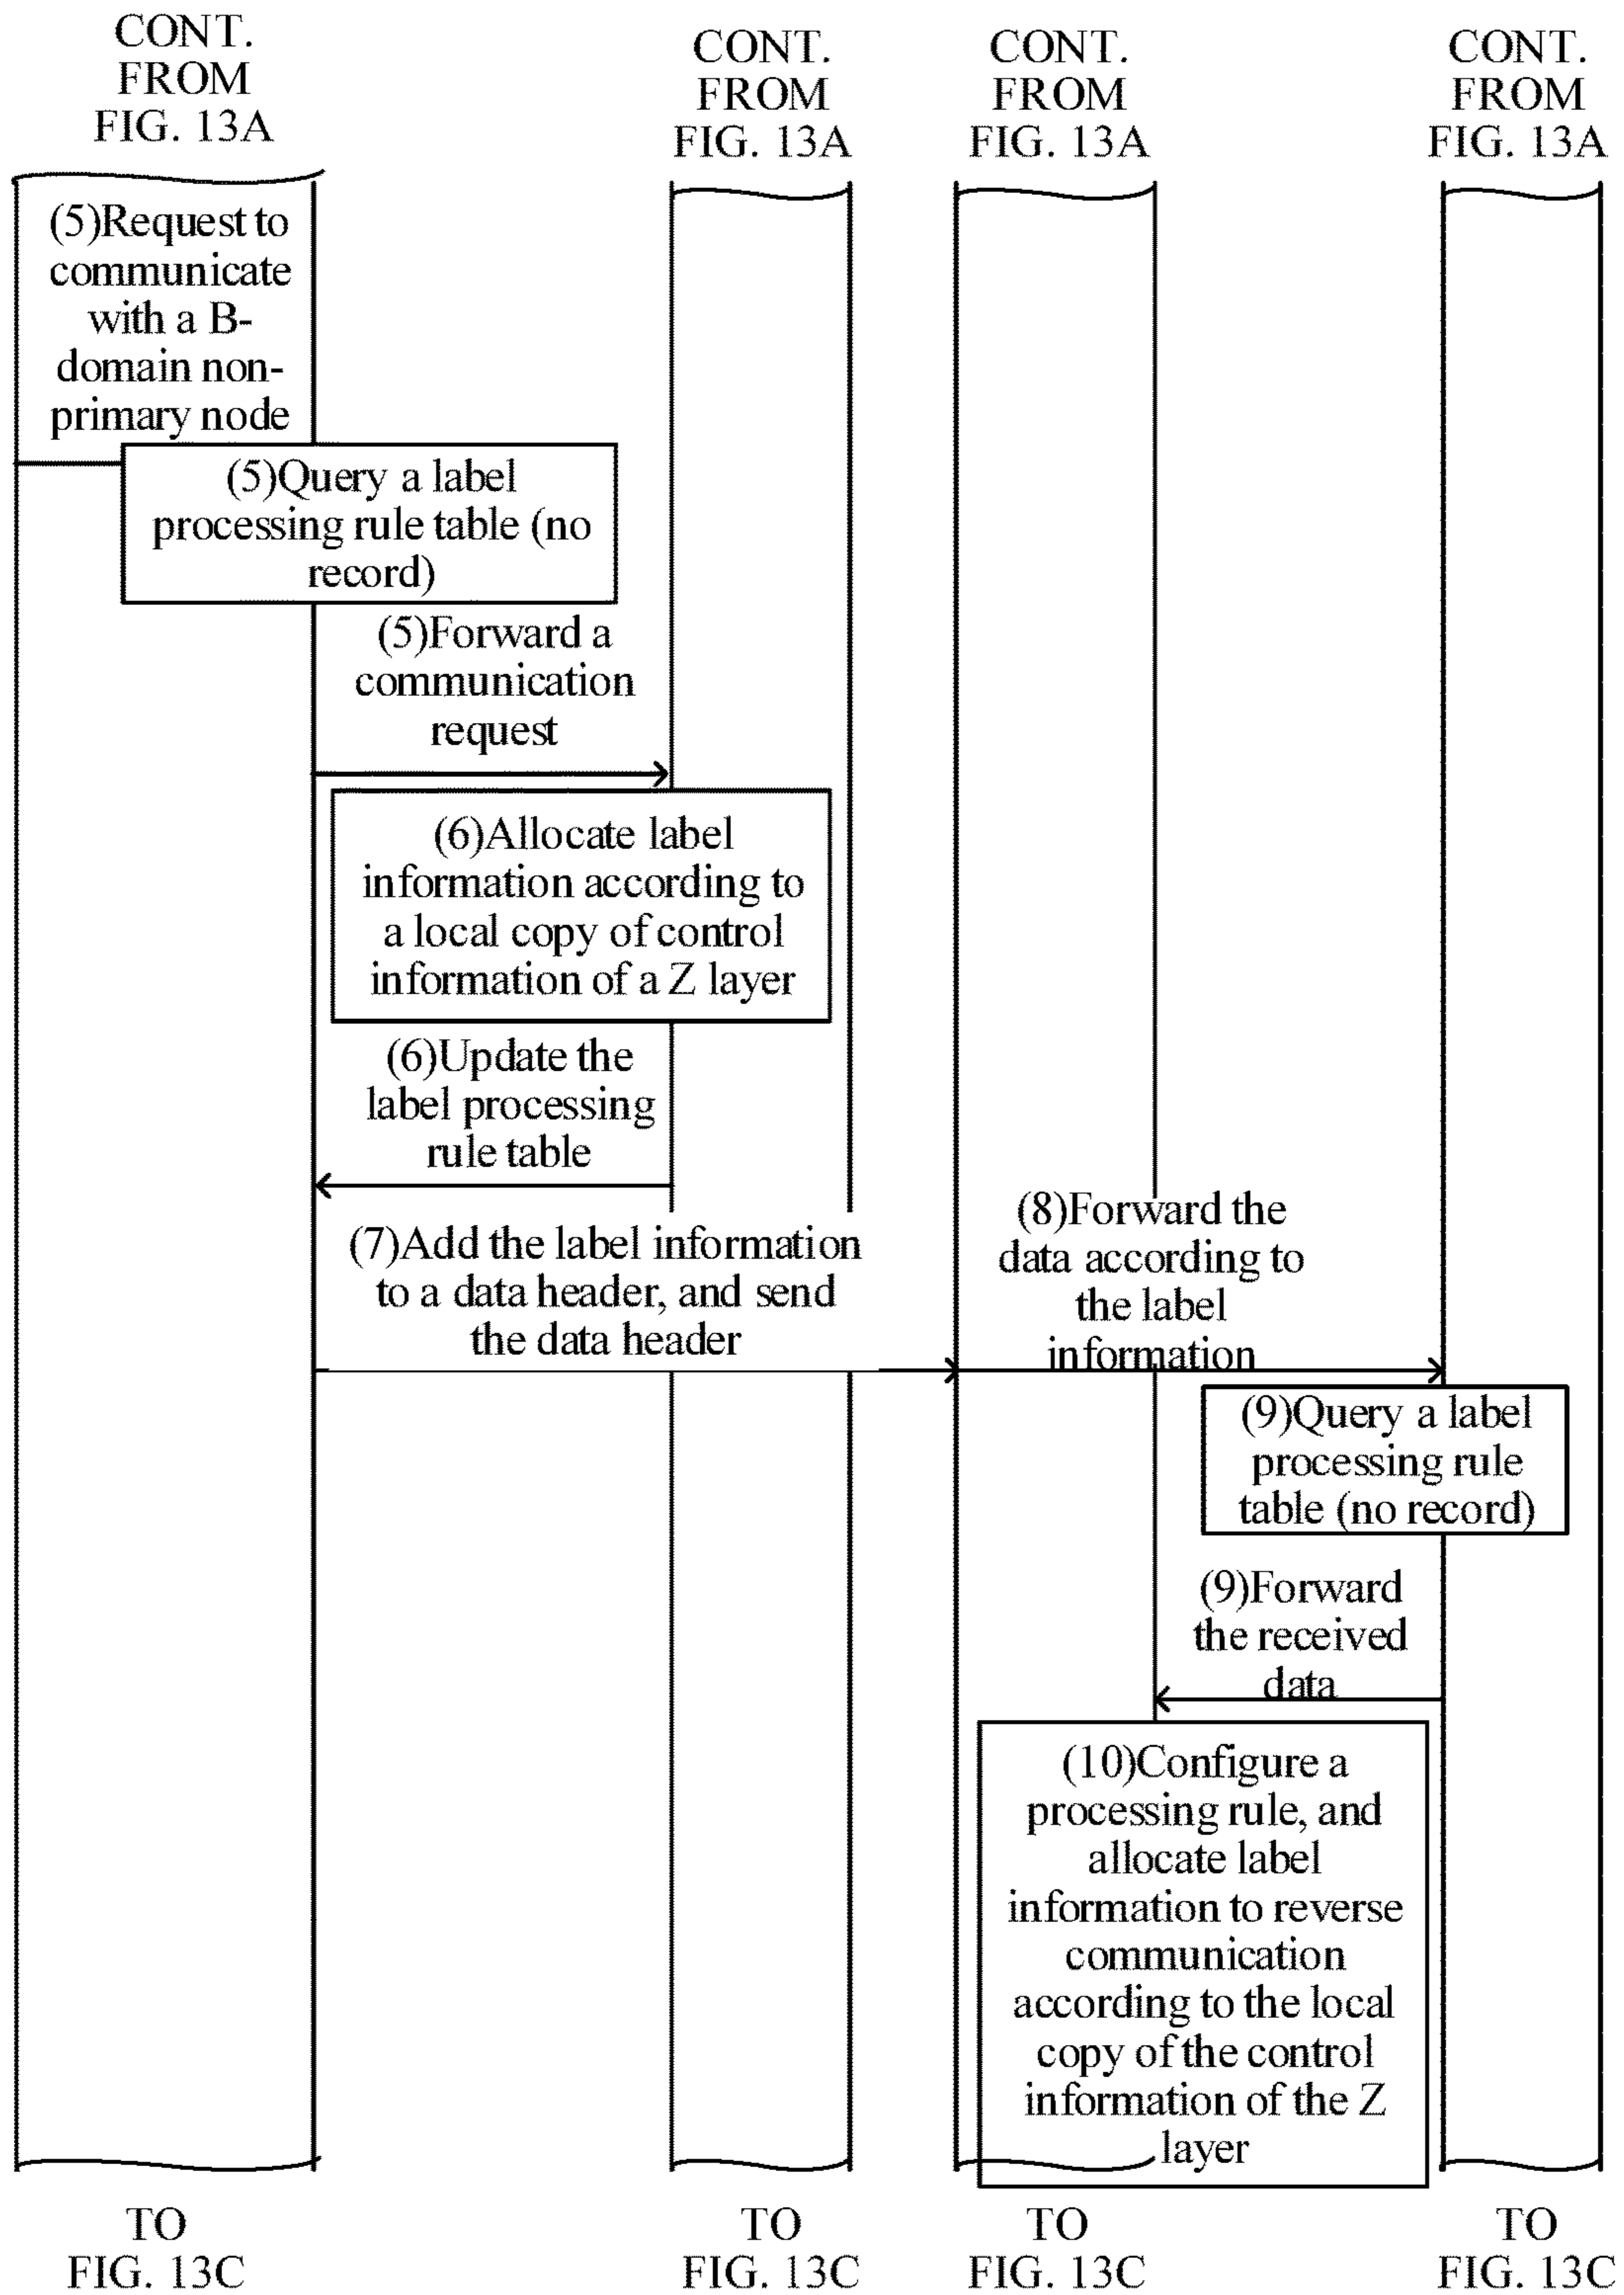 CONT.
FROM
FIG. 13A
CONT.
FROM
FIG. 13A
CONT.
FROM
FIG. 13A
CONT.
FROM
FIG. 13A
(5)Request to
communicate
with a B-
domain non-
primary node
(5)Query a label
processing rule table (no
record)
(5)Forward a
communication
request
(6)Allocate label
information according to
a local copy of control
information of a Z layer
(6)Update the
label processing
rule table
(7)Add the label information
to a data header, and send
the data header
(8)Forward the
data according to
the label
information
(9)Query a label
processing rule
table (no record)
(9)Forward
the received
data
(10)Configure a
processing rule, and
allocate label
information to reverse
communication
according to the local
copy of the control
information of the Z
layer
TO
FIG. 13C
TO
FIG. 13C
TO
FIG. 13C
TO
FIG. 13C